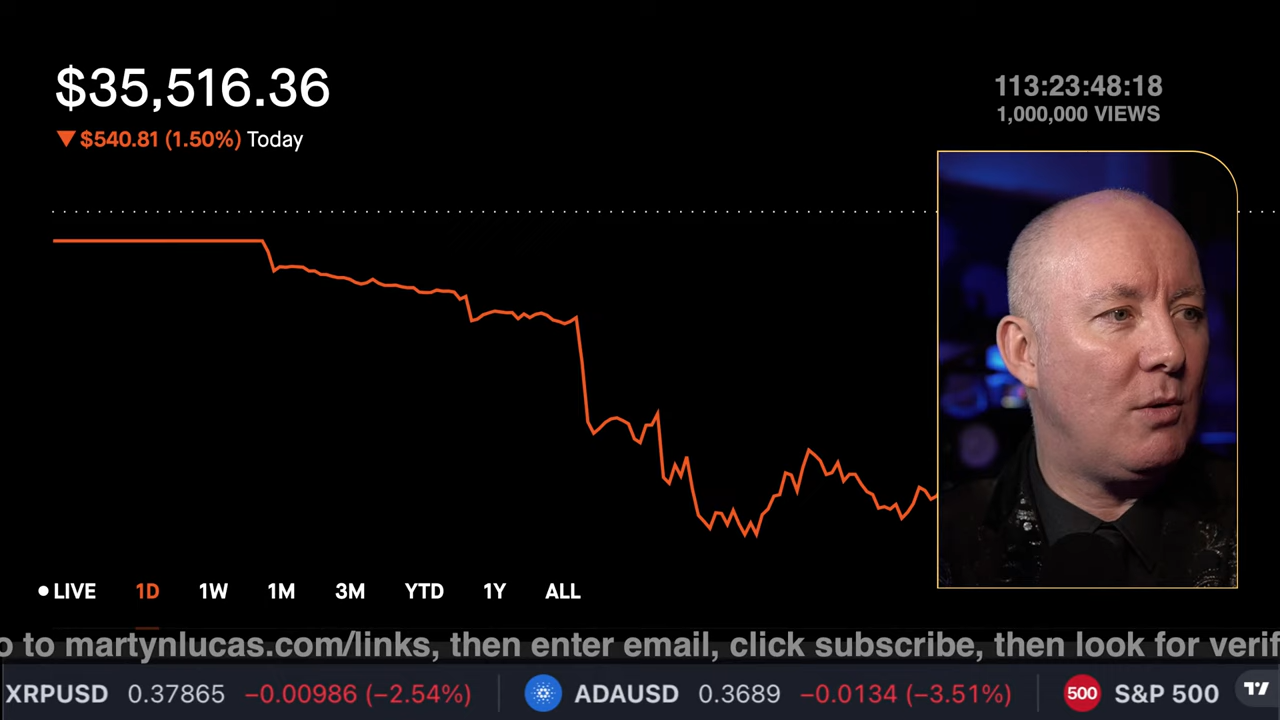 $35,516.36
▼ $540.81 (1.50%) Today
113:23:48:18
1,000,000 VIEWS
LIVE 1D 1W 1M 3M YTD 1Y ALL
to martynlucas.com/links, then enter email, click subscribe, then look for
XRPUSD 0.37865 −0.00986 (−2.54%) ADAUSD 0.3689 −0.0134 (−3.51%) 500 S&P 500